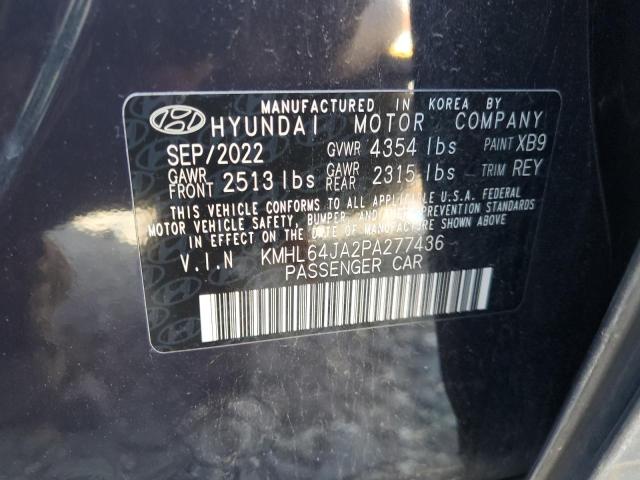 MANUFACTURED IN KOREA BY
HYUNDAI MOTOR COMPANY
SEP/2022 GVWR 4354 lbs PAINT XB9
GAWR FRONT 2513 lbs GAWR REAR 2315 lbs TRIM REY
THIS VEHICLE CONFORMS TO ALL APPLICABLE U.S.A. FEDERAL
MOTOR VEHICLE SAFETY, BUMPER, AND THEFT PREVENTION STANDARDS
IN EFFECT ON THE DATE OF MANUFACTURE SHOWN ABOVE
V.I.N KMHL64JA2PA277436
PASSENGER CAR